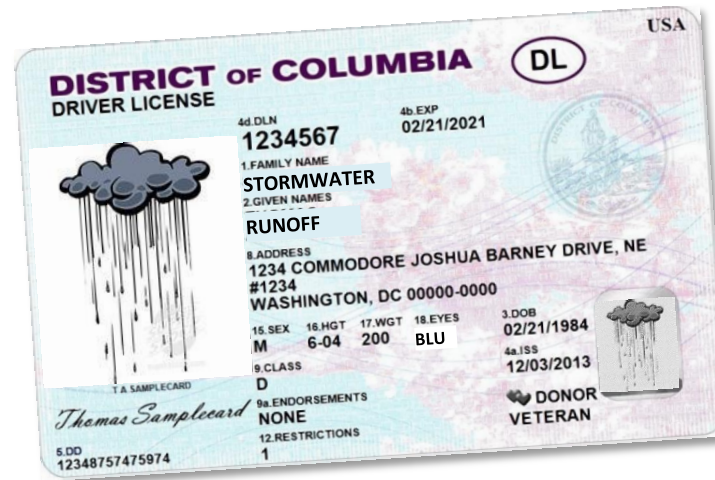 USA
DISTRICT OF COLUMBIA DL
DRIVER LICENSE
4d.DLN 4b.EXP
1234567 02/21/2021
1.FAMILY NAME
STORMWATER
2.GIVEN NAMES
RUNOFF
8.ADDRESS
1234 COMMODORE JOSHUA BARNEY DRIVE, NE
#1234
WASHINGTON, DC 00000-0000
15.SEX 16.HGT 17.WGT 18.EYES 3.DOB
M 6-04 200 BLU 02/21/1984
4a.ISS
12/03/2013
9.CLASS
D
DONOR
VETERAN
9a.ENDORSEMENTS
NONE
12.RESTRICTIONS
1
T A SAMPLECARD
Thomas Samplecard
5.DD
12348757475974
DISTRICT OF COLUMBIA